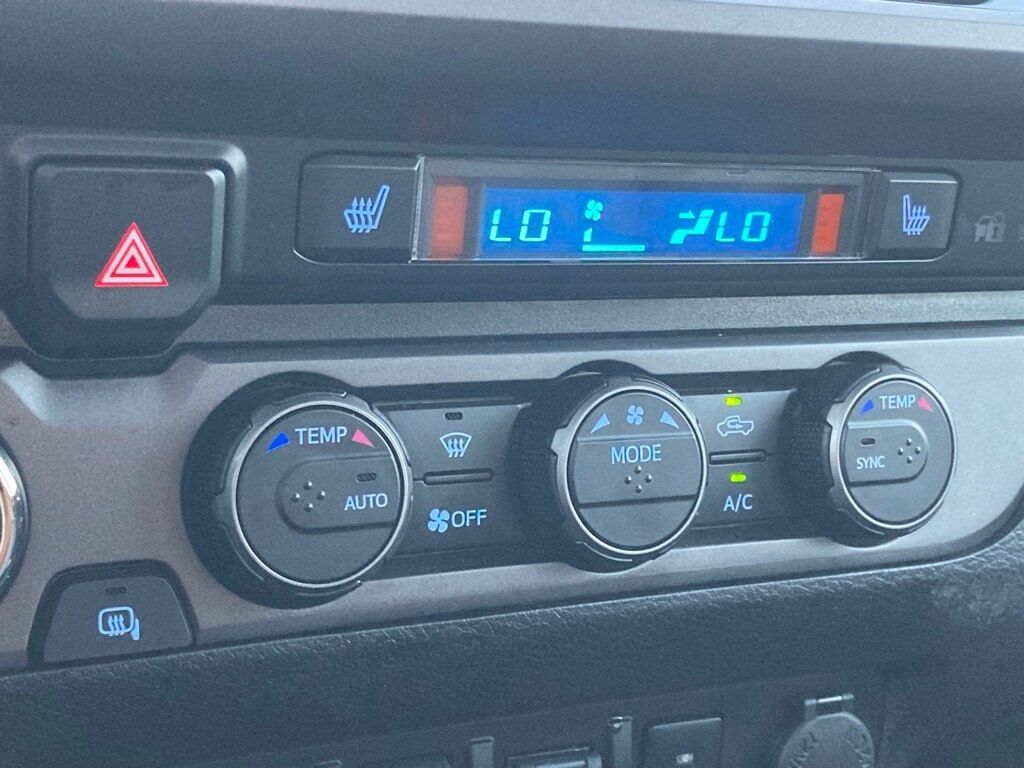 LO LO
TEMP
AUTO
OFF
MODE
A/C
TEMP
SYNC